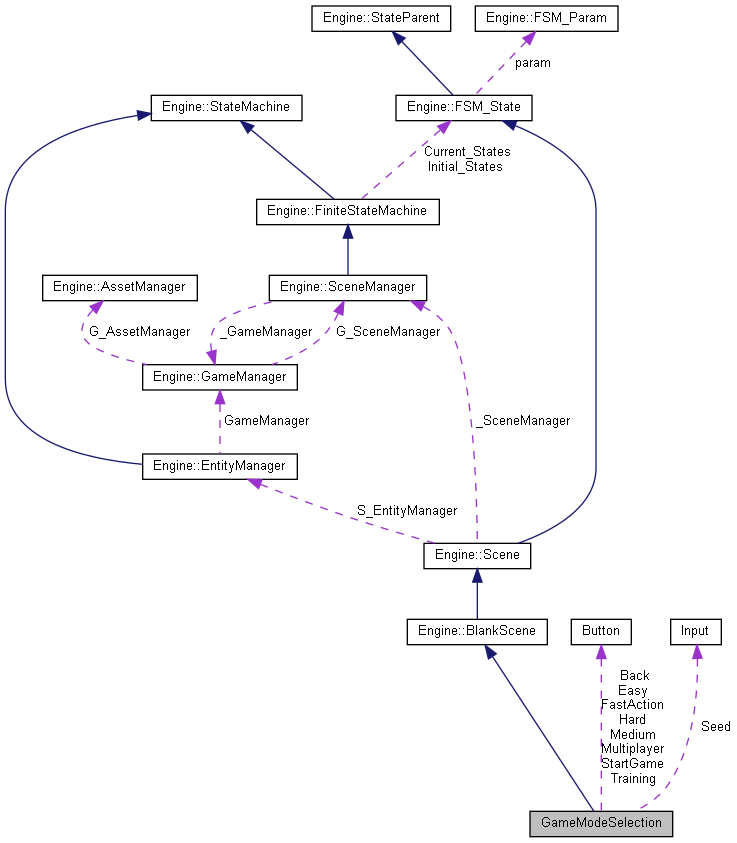 Engine::StateParent
Engine::FSM_Param
param
Engine::StateMachine
Engine::FSM_State
Current_States
Initial_States
Engine::FiniteStateMachine
Engine::AssetManager
Engine::SceneManager
G_AssetManager
_GameManager
G_SceneManager
Engine::GameManager
GameManager
_SceneManager
Engine::EntityManager
S_EntityManager
Engine::Scene
Engine::BlankScene
Button
Input
Back
Easy
FastAction
Hard
Medium
Multiplayer
StartGame
Training
Seed
GameModeSelection